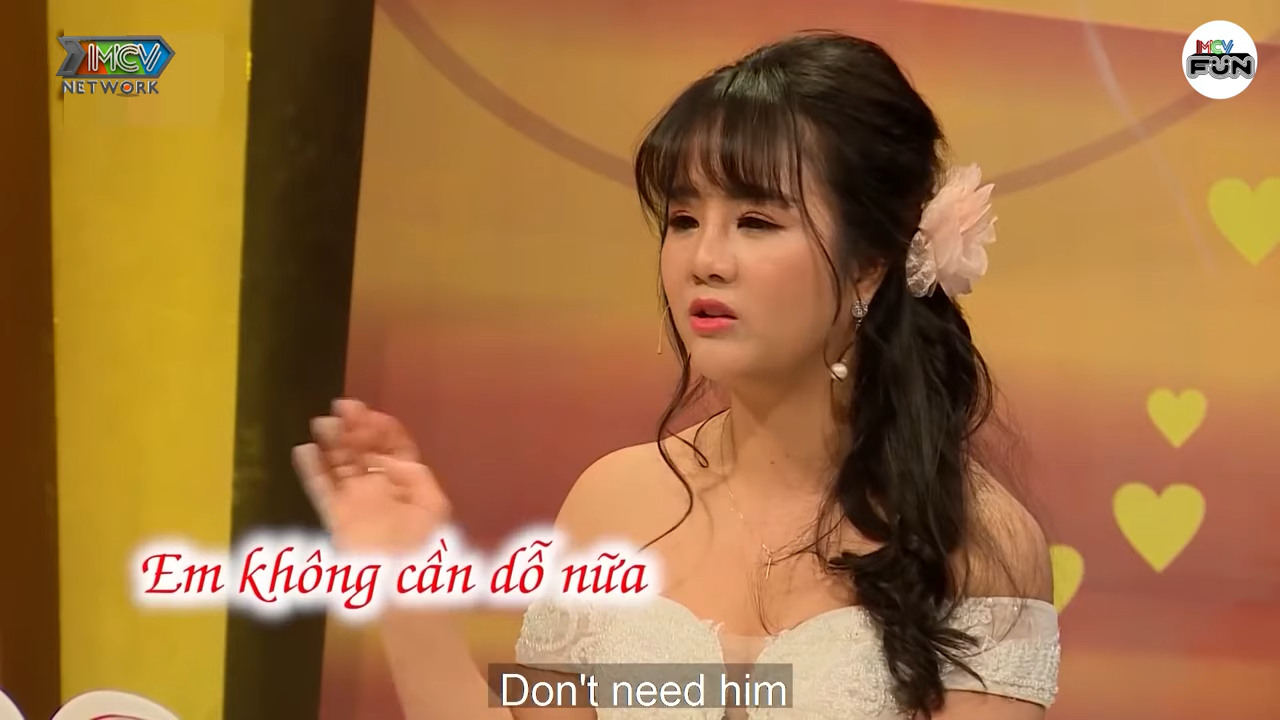 MCV
NETWORK
MCV
FUN
Em không cần dỗ nữa
Don't need him